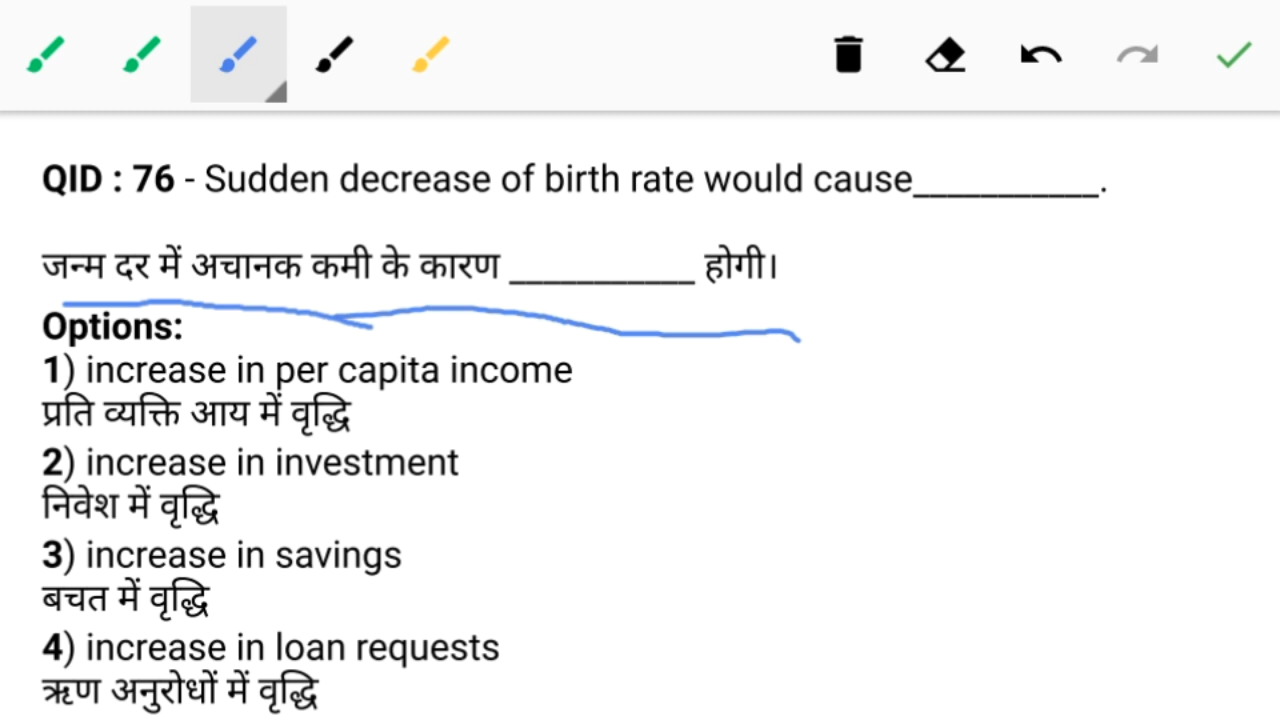 QID : 76 - Sudden decrease of birth rate would cause___________.
जन्म दर में अचानक कमी के कारण ___________ होगी।
Options:
1) increase in per capita income
प्रति व्यक्ति आय में वृद्धि
2) increase in investment
निवेश में वृद्धि
3) increase in savings
बचत में वृद्धि
4) increase in loan requests
ऋण अनुरोधों में वृद्धि